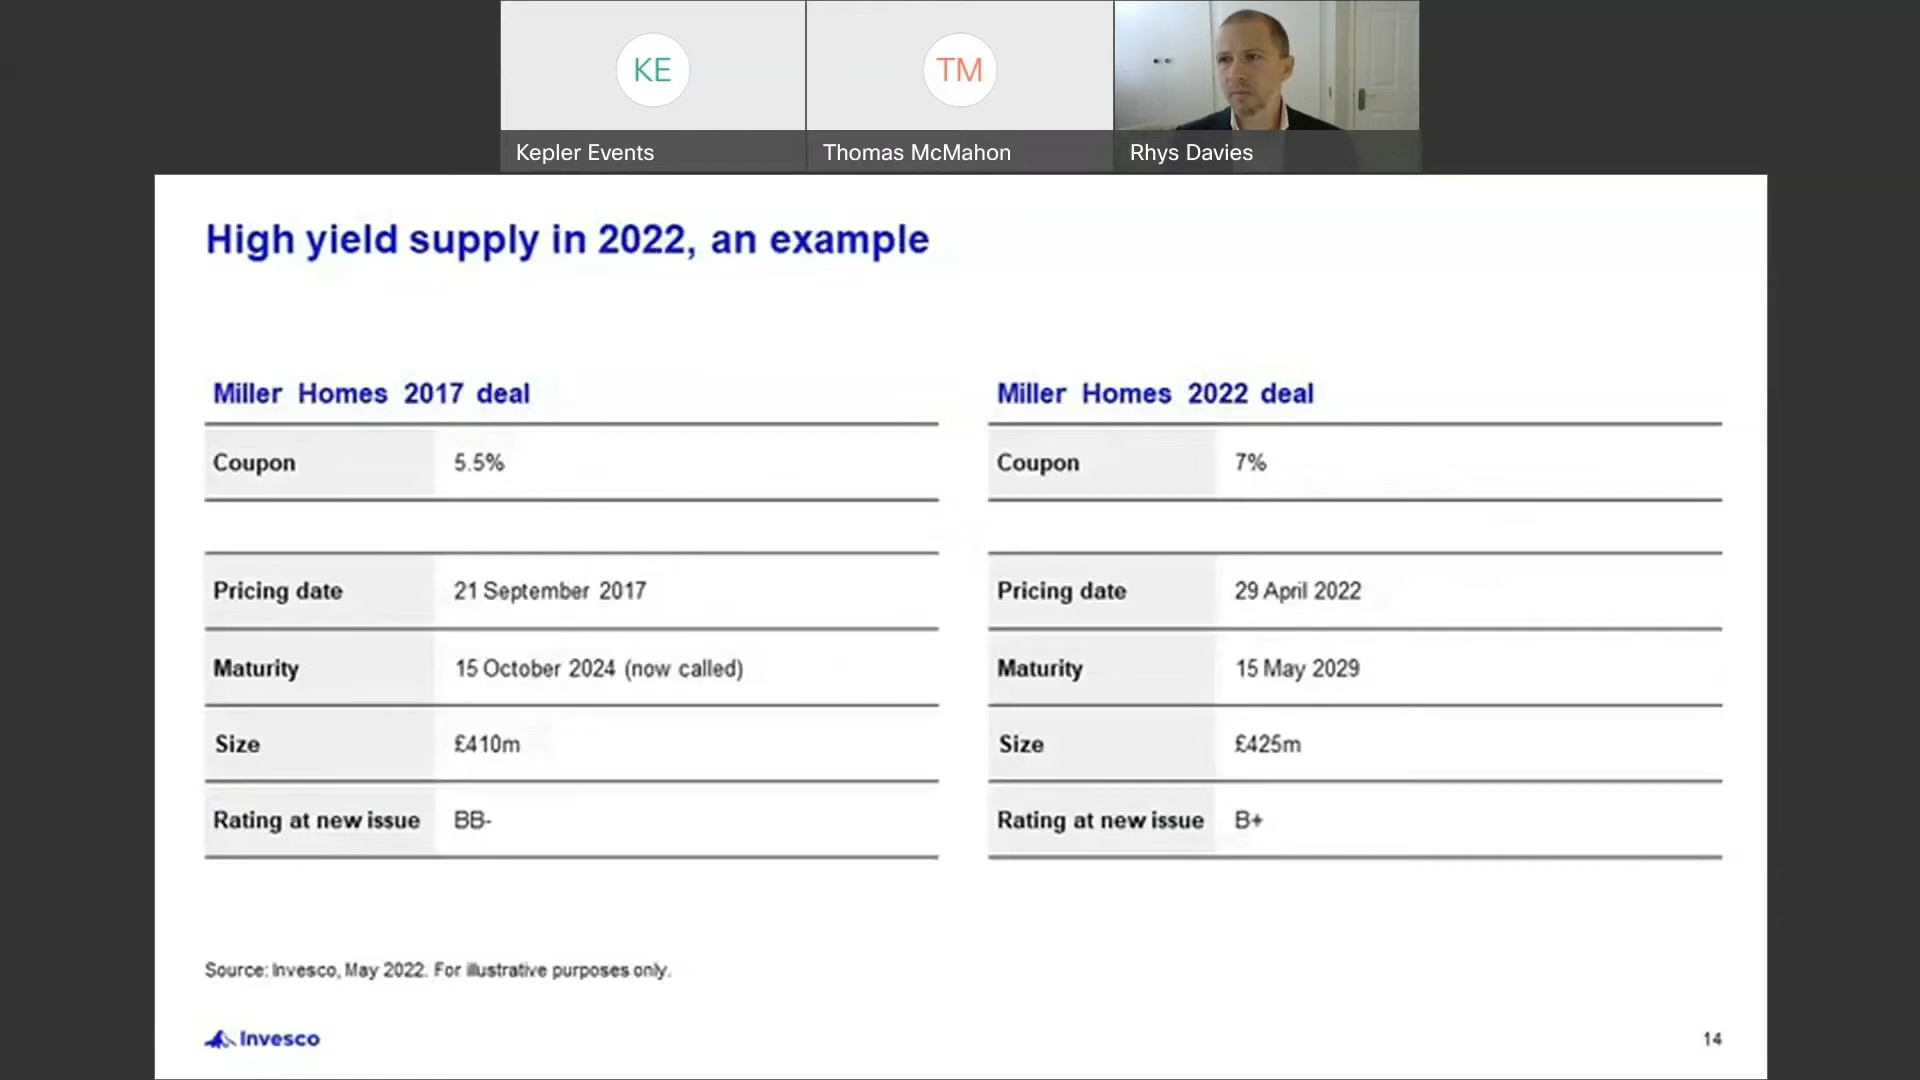 KE
TM
Kepler Events
Thomas McMahon
Rhys Davies
High yield supply in 2022, an example
Miller Homes 2017 deal
Coupon 5.5%
Pricing date 21 September 2017
Maturity 15 October 2024 (now called)
Size £410m
Rating at new issue BB-
Miller Homes 2022 deal
Coupon 7%
Pricing date 29 April 2022
Maturity 15 May 2029
Size £425m
Rating at new issue B+
Source: Invesco, May 2022. For illustrative purposes only.
Invesco
14